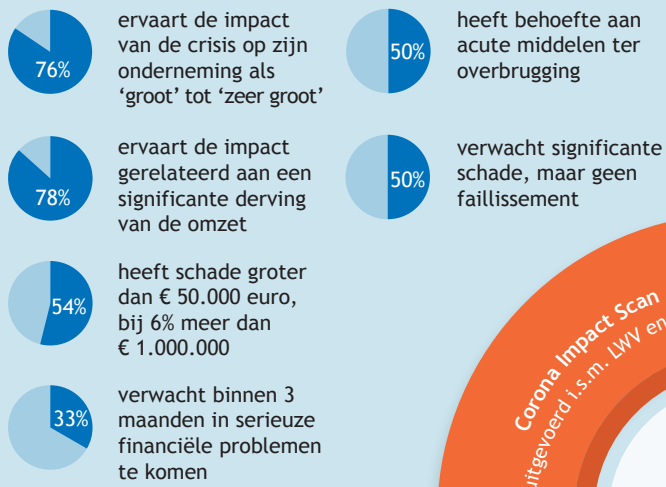 76%
ervaart de impact
van de crisis op zijn
onderneming als
‘groot’ tot ‘zeer groot’
78%
ervaart de impact
gerelateerd aan een
significante derving
van de omzet
54%
heeft schade groter
dan € 50.000 euro,
bij 6% meer dan
€ 1.000.000
33%
verwacht binnen 3
maanden in serieuze
financiële problemen
te komen
50%
heeft behoefte aan
acute middelen ter
overbrugging
50%
verwacht significante
schade, maar geen
faillissement
Corona Impact Scan
uitgevoerd i.s.m. LWV en